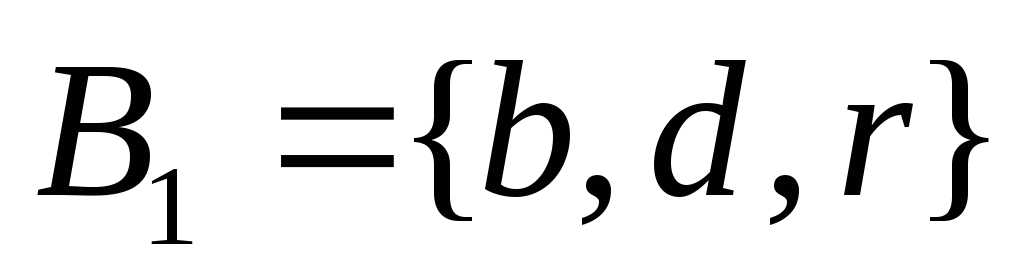 B₁ = {b, d, r}